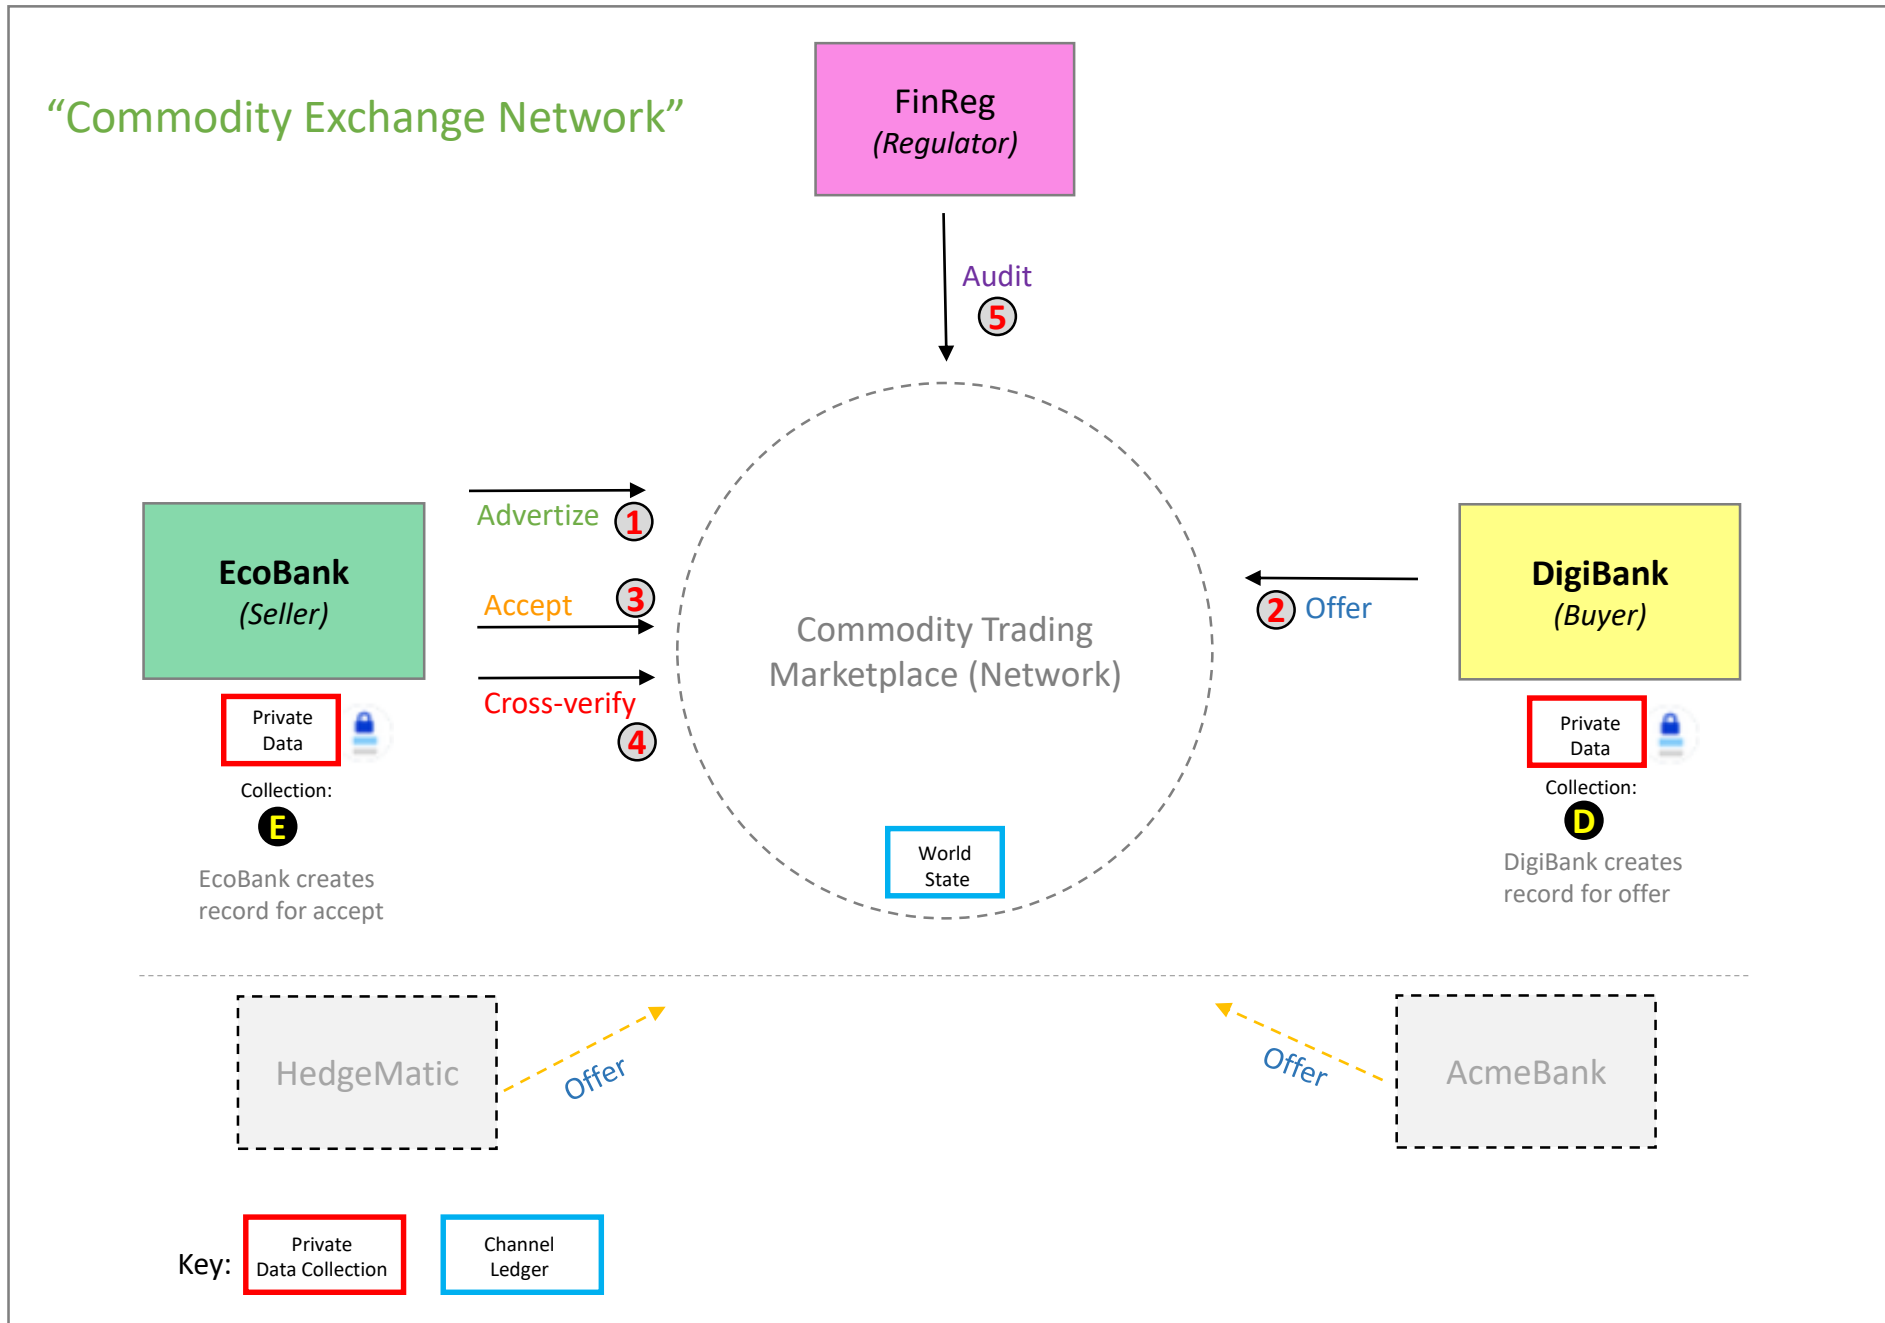 “Commodity Exchange Network”
FinReg
(Regulator)
Audit
5
Advertize
1
EcoBank
(Seller)
Accept
3
Cross-verify
4
Commodity Trading
Marketplace (Network)
2
Offer
DigiBank
(Buyer)
Private
Data
Collection:
E
EcoBank creates
record for accept
World
State
Private
Data
Collection:
D
DigiBank creates
record for offer
HedgeMatic
Offer
Offer
AcmeBank
Key:
Private
Data Collection
Channel
Ledger